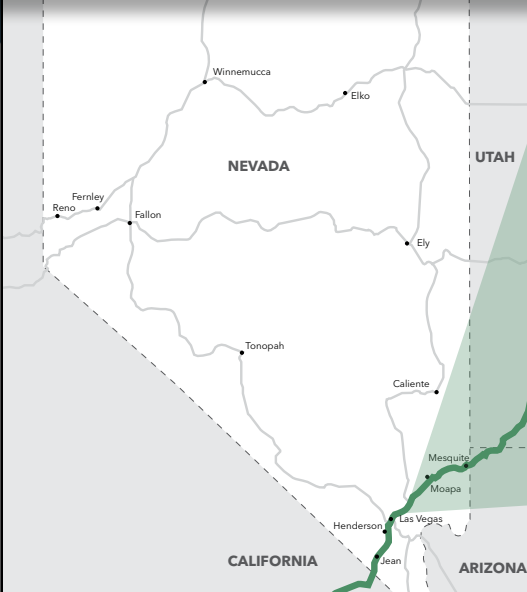 Winnemucca
Elko
NEVADA
UTAH
Fernley
Reno
Fallon
Ely
Tonopah
Caliente
Mesquite
Moapa
Las Vegas
Henderson
Jean
CALIFORNIA
ARIZONA